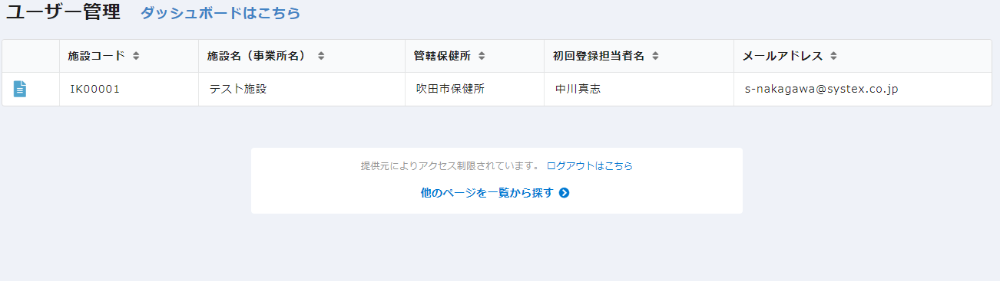 ユーザー管理 ダッシュボードはこちら
施設コード 施設名（事業所名） 管轄保健所 初回登録担当者名 メールアドレス
IK00001 テスト施設 吹田市保健所 中川真志 s-nakagawa@systex.co.jp
提供元によりアクセス制限されています。 ログアウトはこちら
他のページを一覧から探す